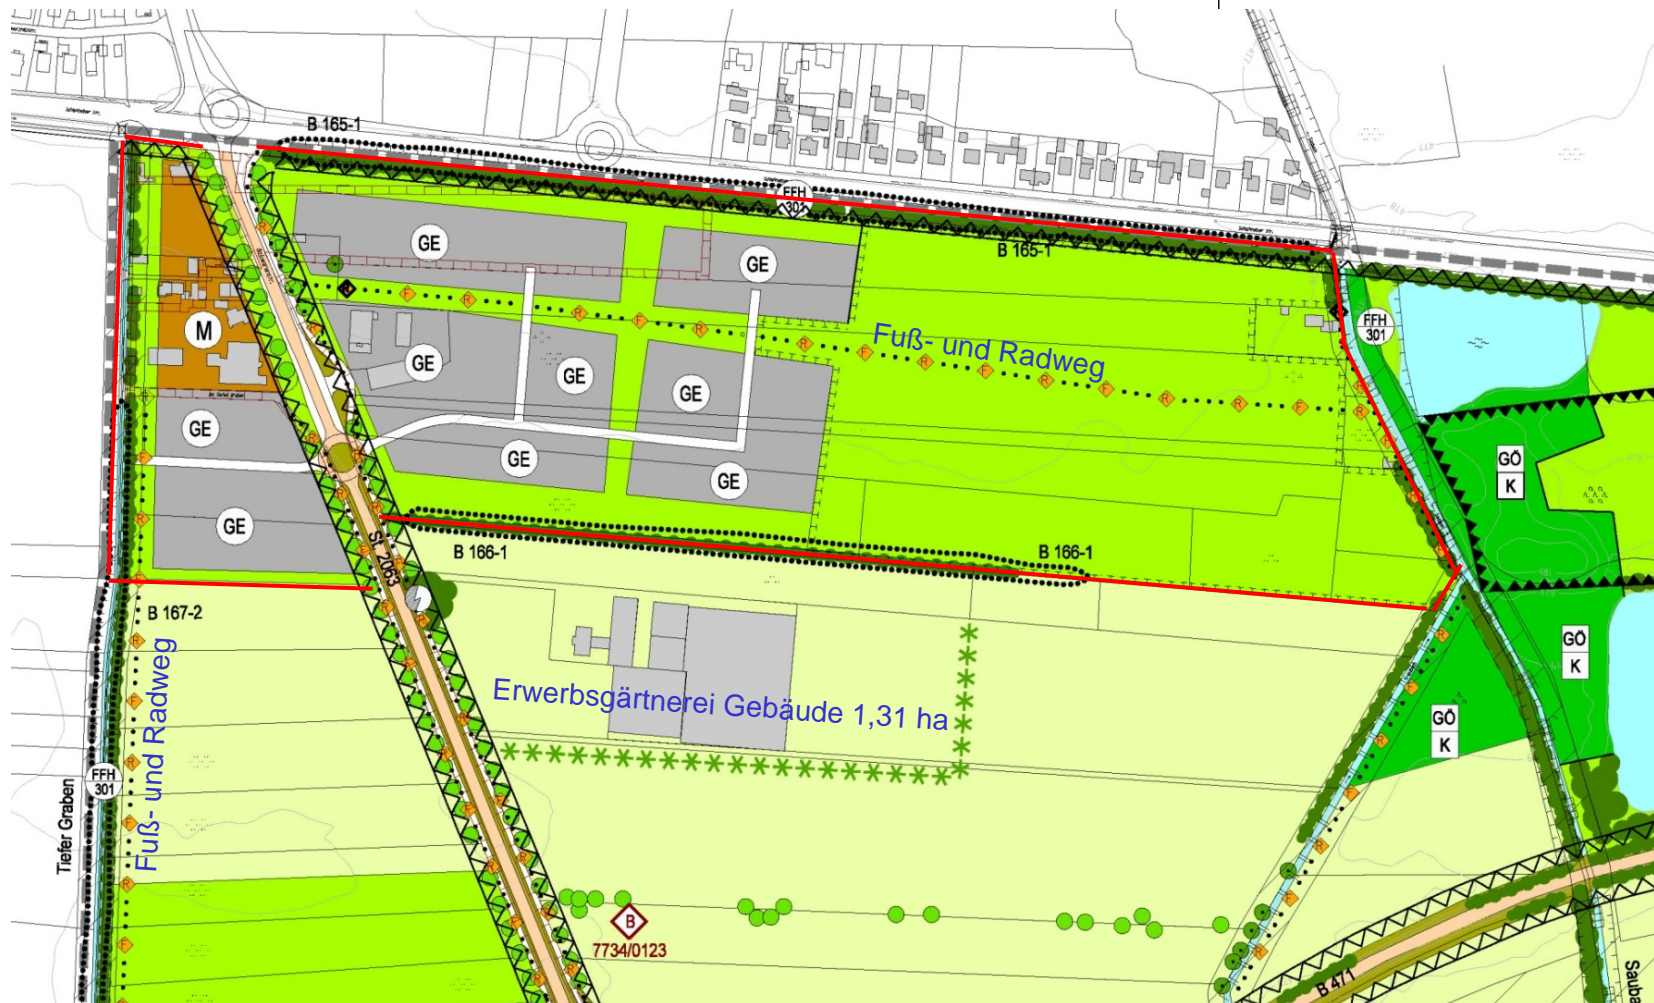 B 165-1
FFH
301
B 165-1
GE
GE
FFH
301
M
Fuß- und Radweg
GE
GE
GE
GE
GE
GE
GÖ
K
GE
St 2063
B 166-1
B 166-1
B 167-2
GÖ
K
Erwerbsgärtnerei Gebäude 1,31 ha
GÖ
K
Fuß- und Radweg
Tiefer Graben
FFH
301
B
7734/0123
B 471
Sauba